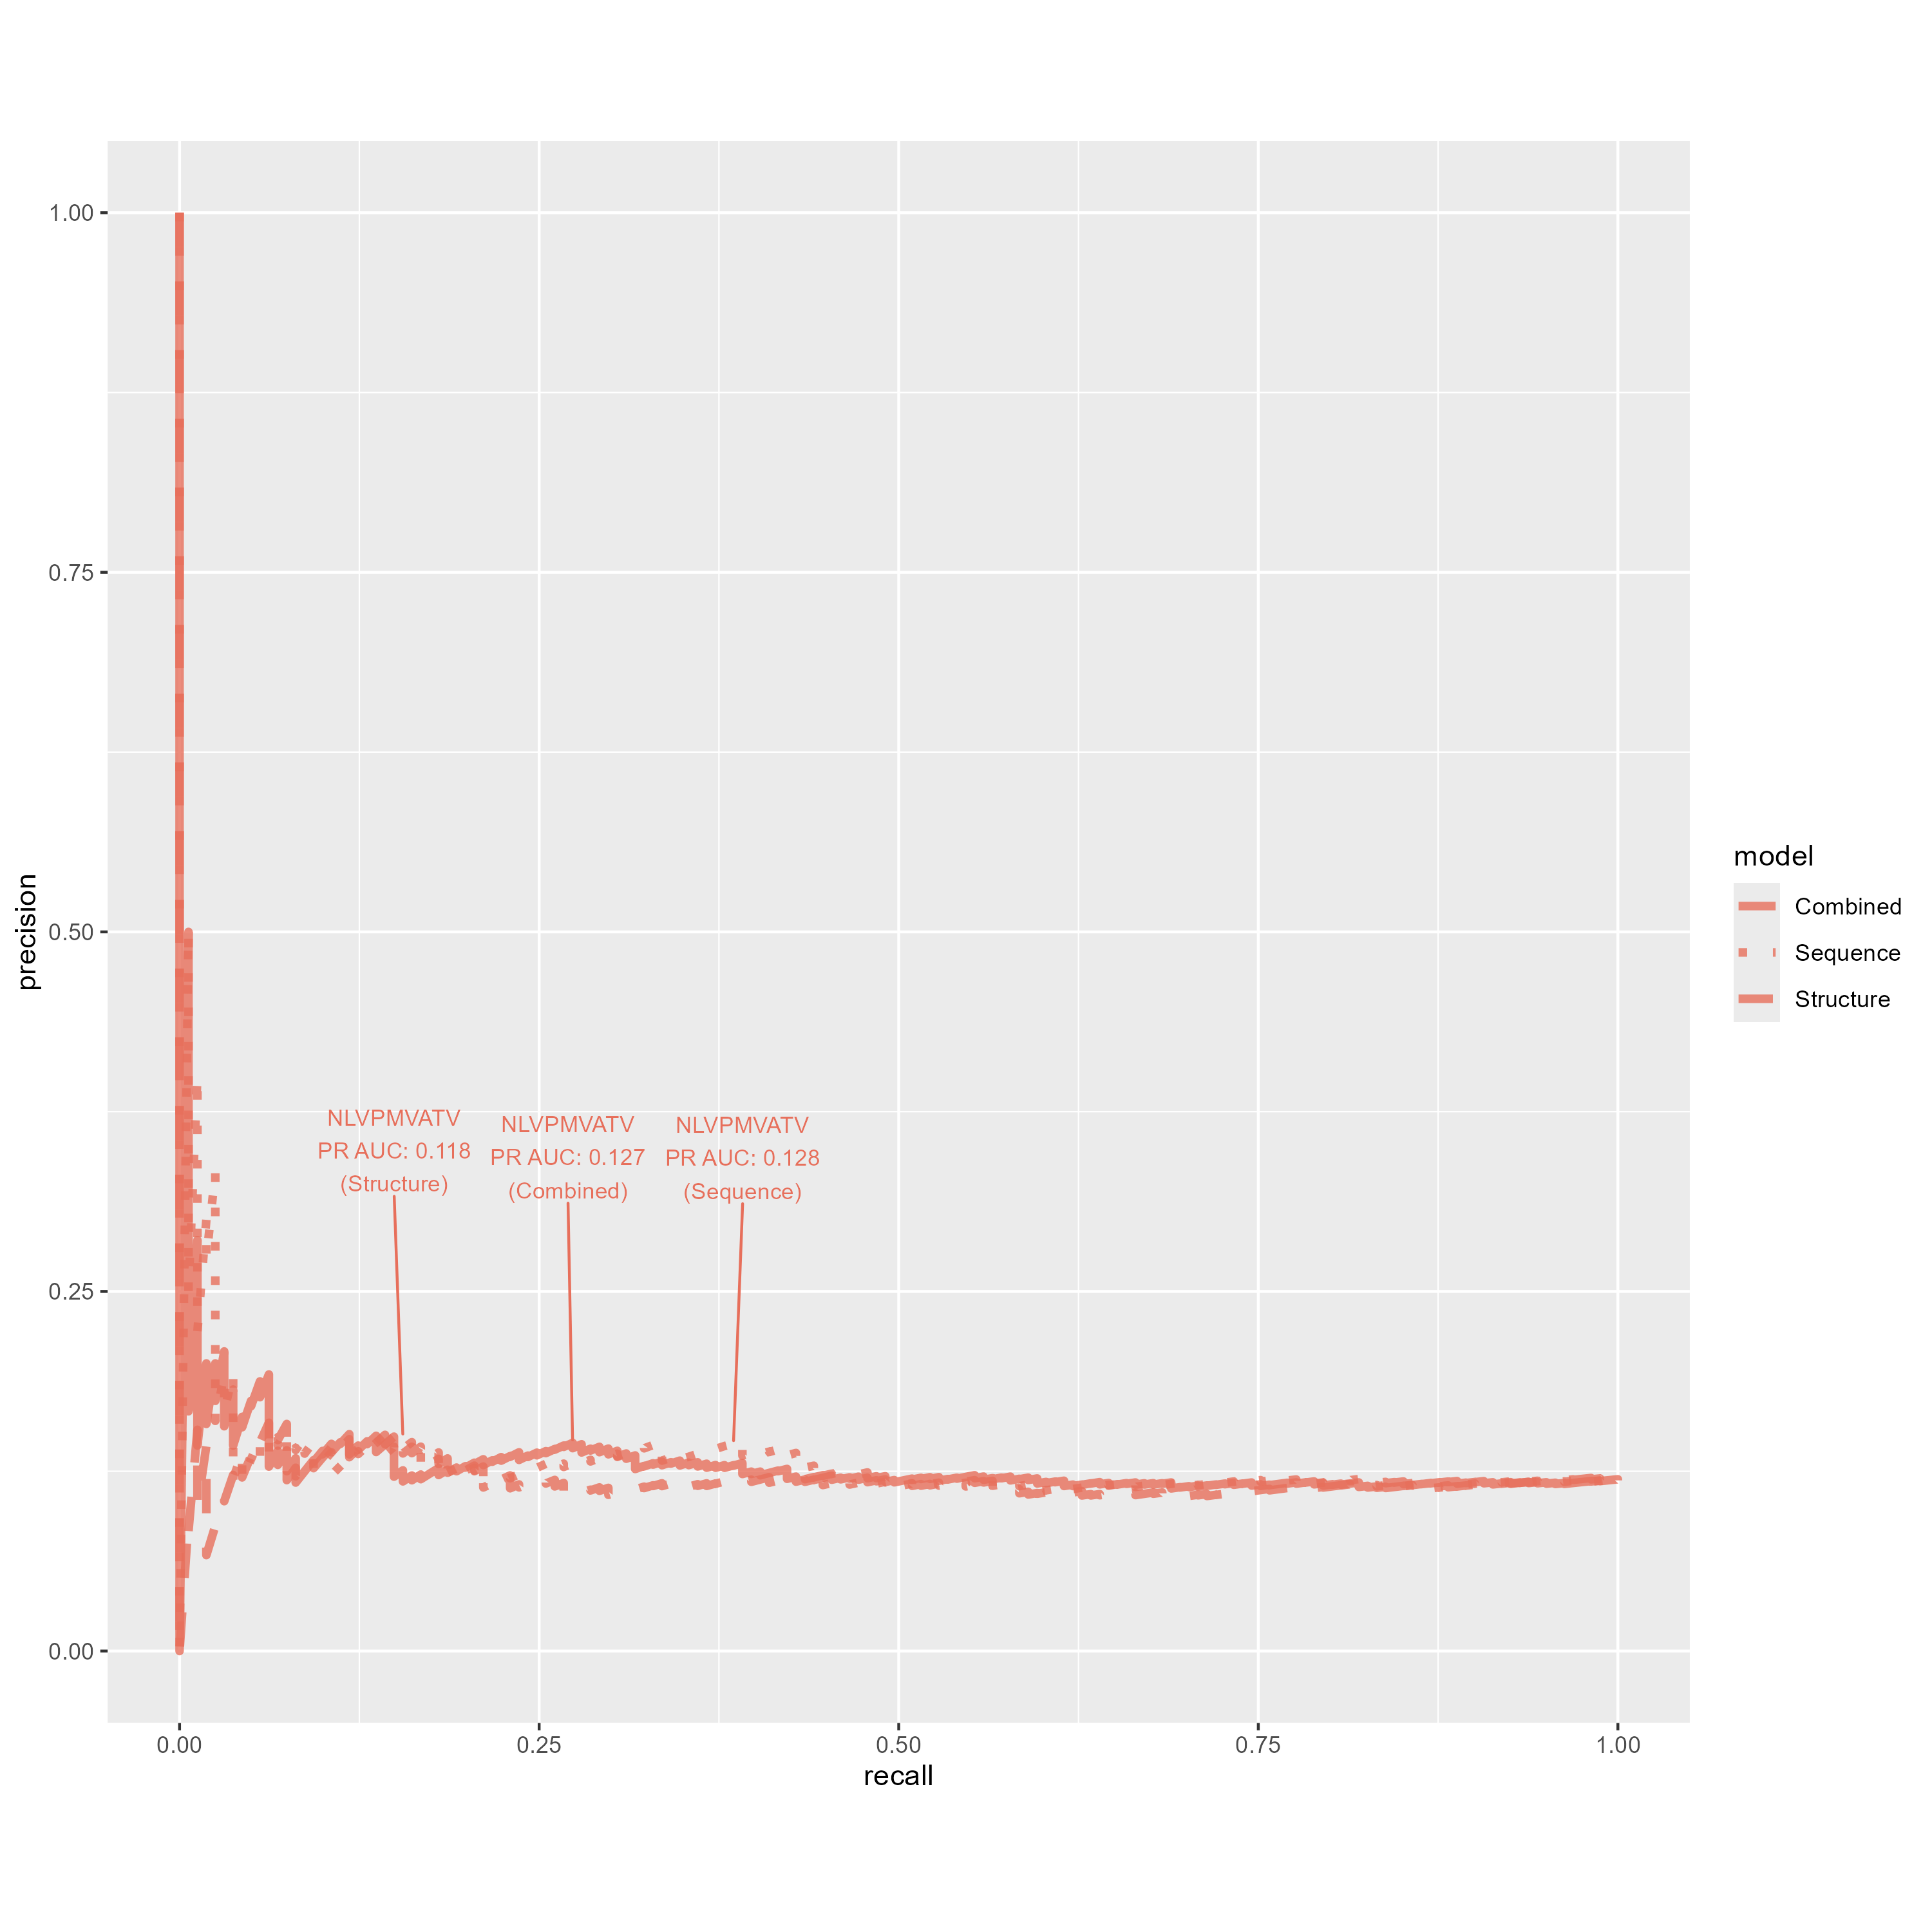 1.00
0.75
0.50
0.25
0.00
precision
NLVPMVATV
PR AUC: 0.118
(Structure)
NLVPMVATV
PR AUC: 0.127
(Combined)
NLVPMVATV
PR AUC: 0.128
(Sequence)
0.00
0.25
0.50
0.75
1.00
recall
model
Combined
Sequence
Structure